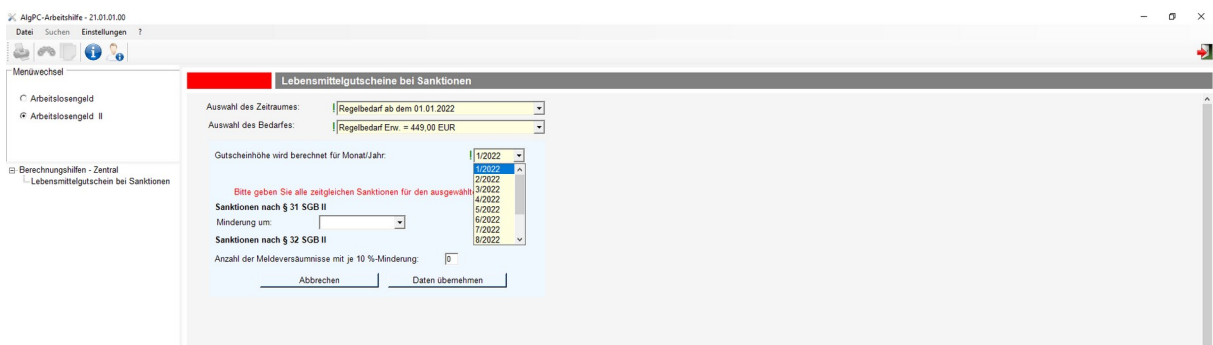 AlgPC-Arbeitshilfe - 21.01.01.00
Datei Suchen Einstellungen ?
Menüwechsel
Arbeitslosengeld
Arbeitslosengeld II
Berechnungshilfen - Zentral
Lebensmittelgutschein bei Sanktionen
Lebensmittelgutscheine bei Sanktionen
Auswahl des Zeitraumes: ! Regelbedarf ab dem 01.01.2022
Auswahl des Bedarfes: ! Regelbedarf Erw. = 449,00 EUR
Gutscheinhöhe wird berechnet für Monat/Jahr: ! 1/2022
1/2022
2/2022
3/2022
4/2022
5/2022
6/2022
7/2022
8/2022
Bitte geben Sie alle zeitgleichen Sanktionen für den ausgewählt
Sanktionen nach § 31 SGB II
Minderung um:
Sanktionen nach § 32 SGB II
Anzahl der Meldeversäumnisse mit je 10 %-Minderung: 0
Abbrechen Daten übernehmen